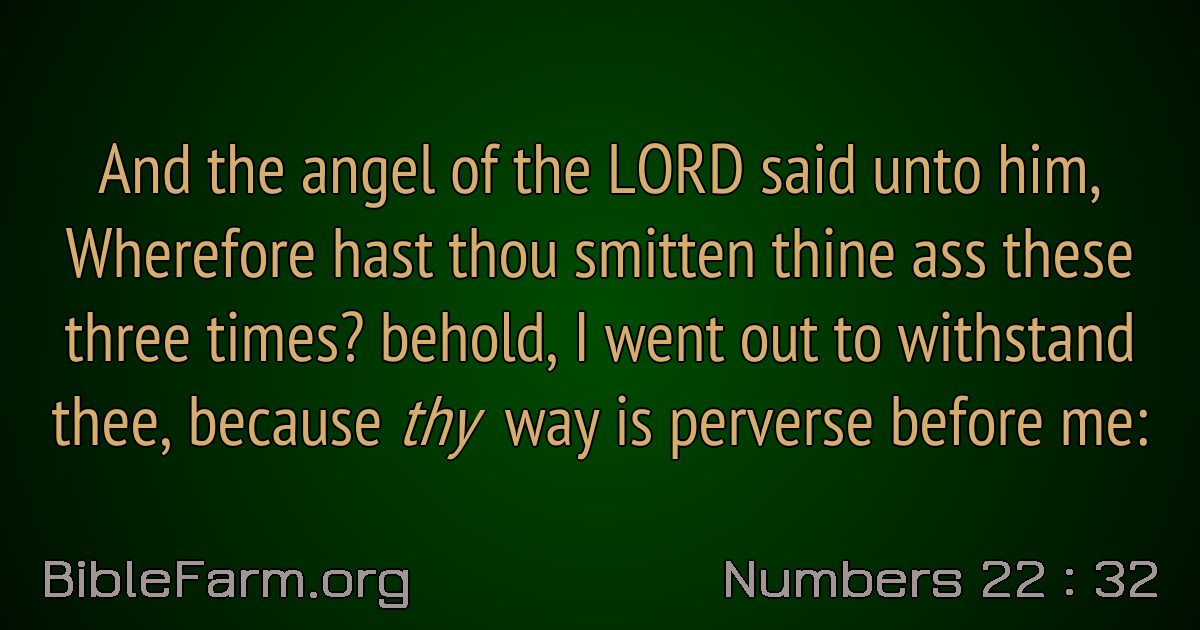 And the angel of the LORD said unto him,
Wherefore hast thou smitten thine ass these
three times? behold, I went out to withstand
thee, because thy way is perverse before me:
BibleFarm.org
Numbers 22 : 32